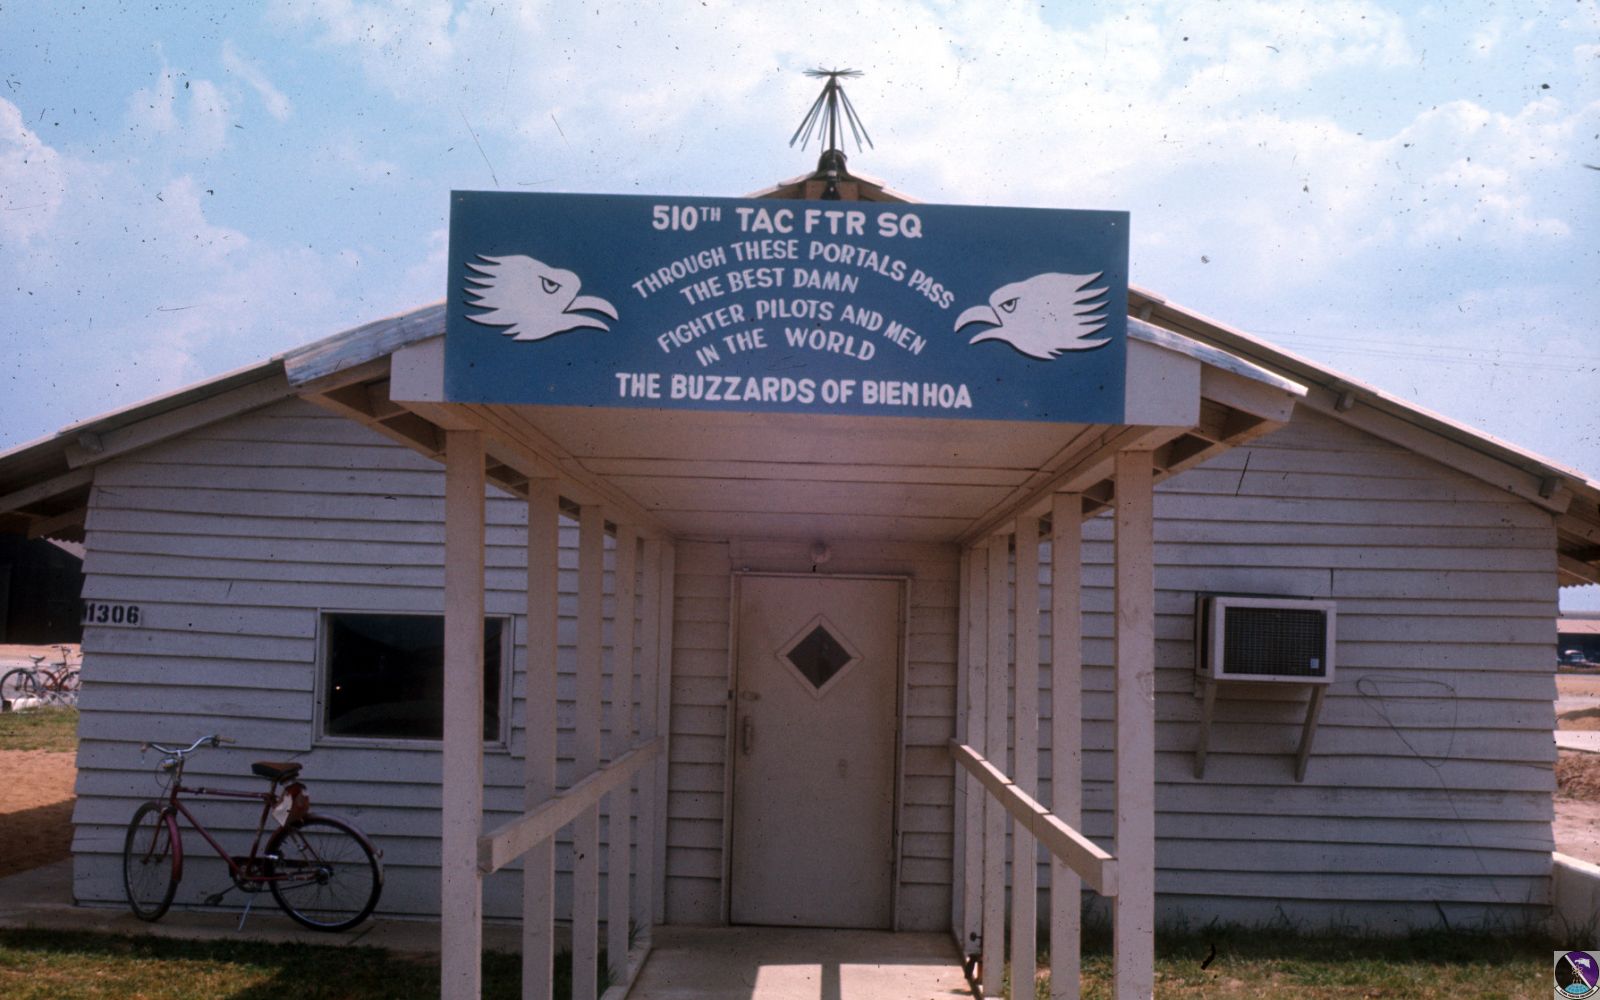 510TH TAC FTR SQ
THROUGH THESE PORTALS PASS
THE BEST DAMN
FIGHTER PILOTS AND MEN
IN THE WORLD
THE BUZZARDS OF BIEN HOA
1306